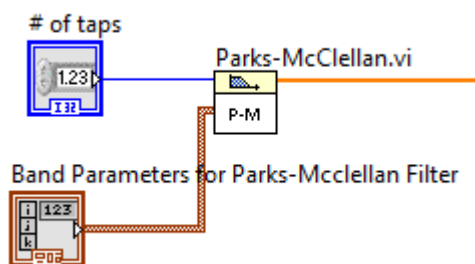 # of taps
Parks-McClellan.vi
1.23
I32
P-M
Band Parameters for Parks-Mcclellan Filter
i
123
j
k